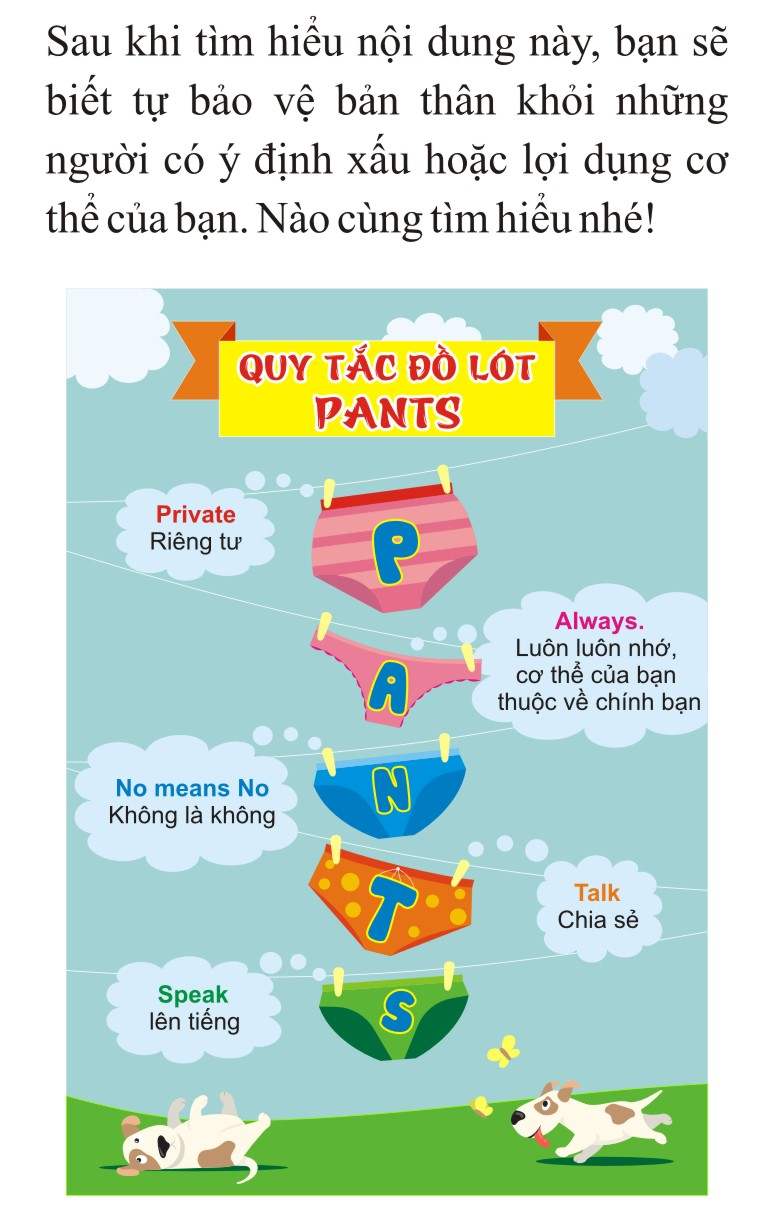 Sau khi tìm hiểu nội dung này, bạn sẽ
biết tự bảo vệ bản thân khỏi những
người có ý định xấu hoặc lợi dụng cơ
thể của bạn. Nào cùng tìm hiểu nhé!
QUY TẮC ĐỒ LÓT
PANTS
Private
Riêng tư
P
Always.
Luôn luôn nhớ,
cơ thể của bạn
thuộc về chính bạn
A
No means No
Không là không
N
Talk
Chia sẻ
T
Speak
lên tiếng
S